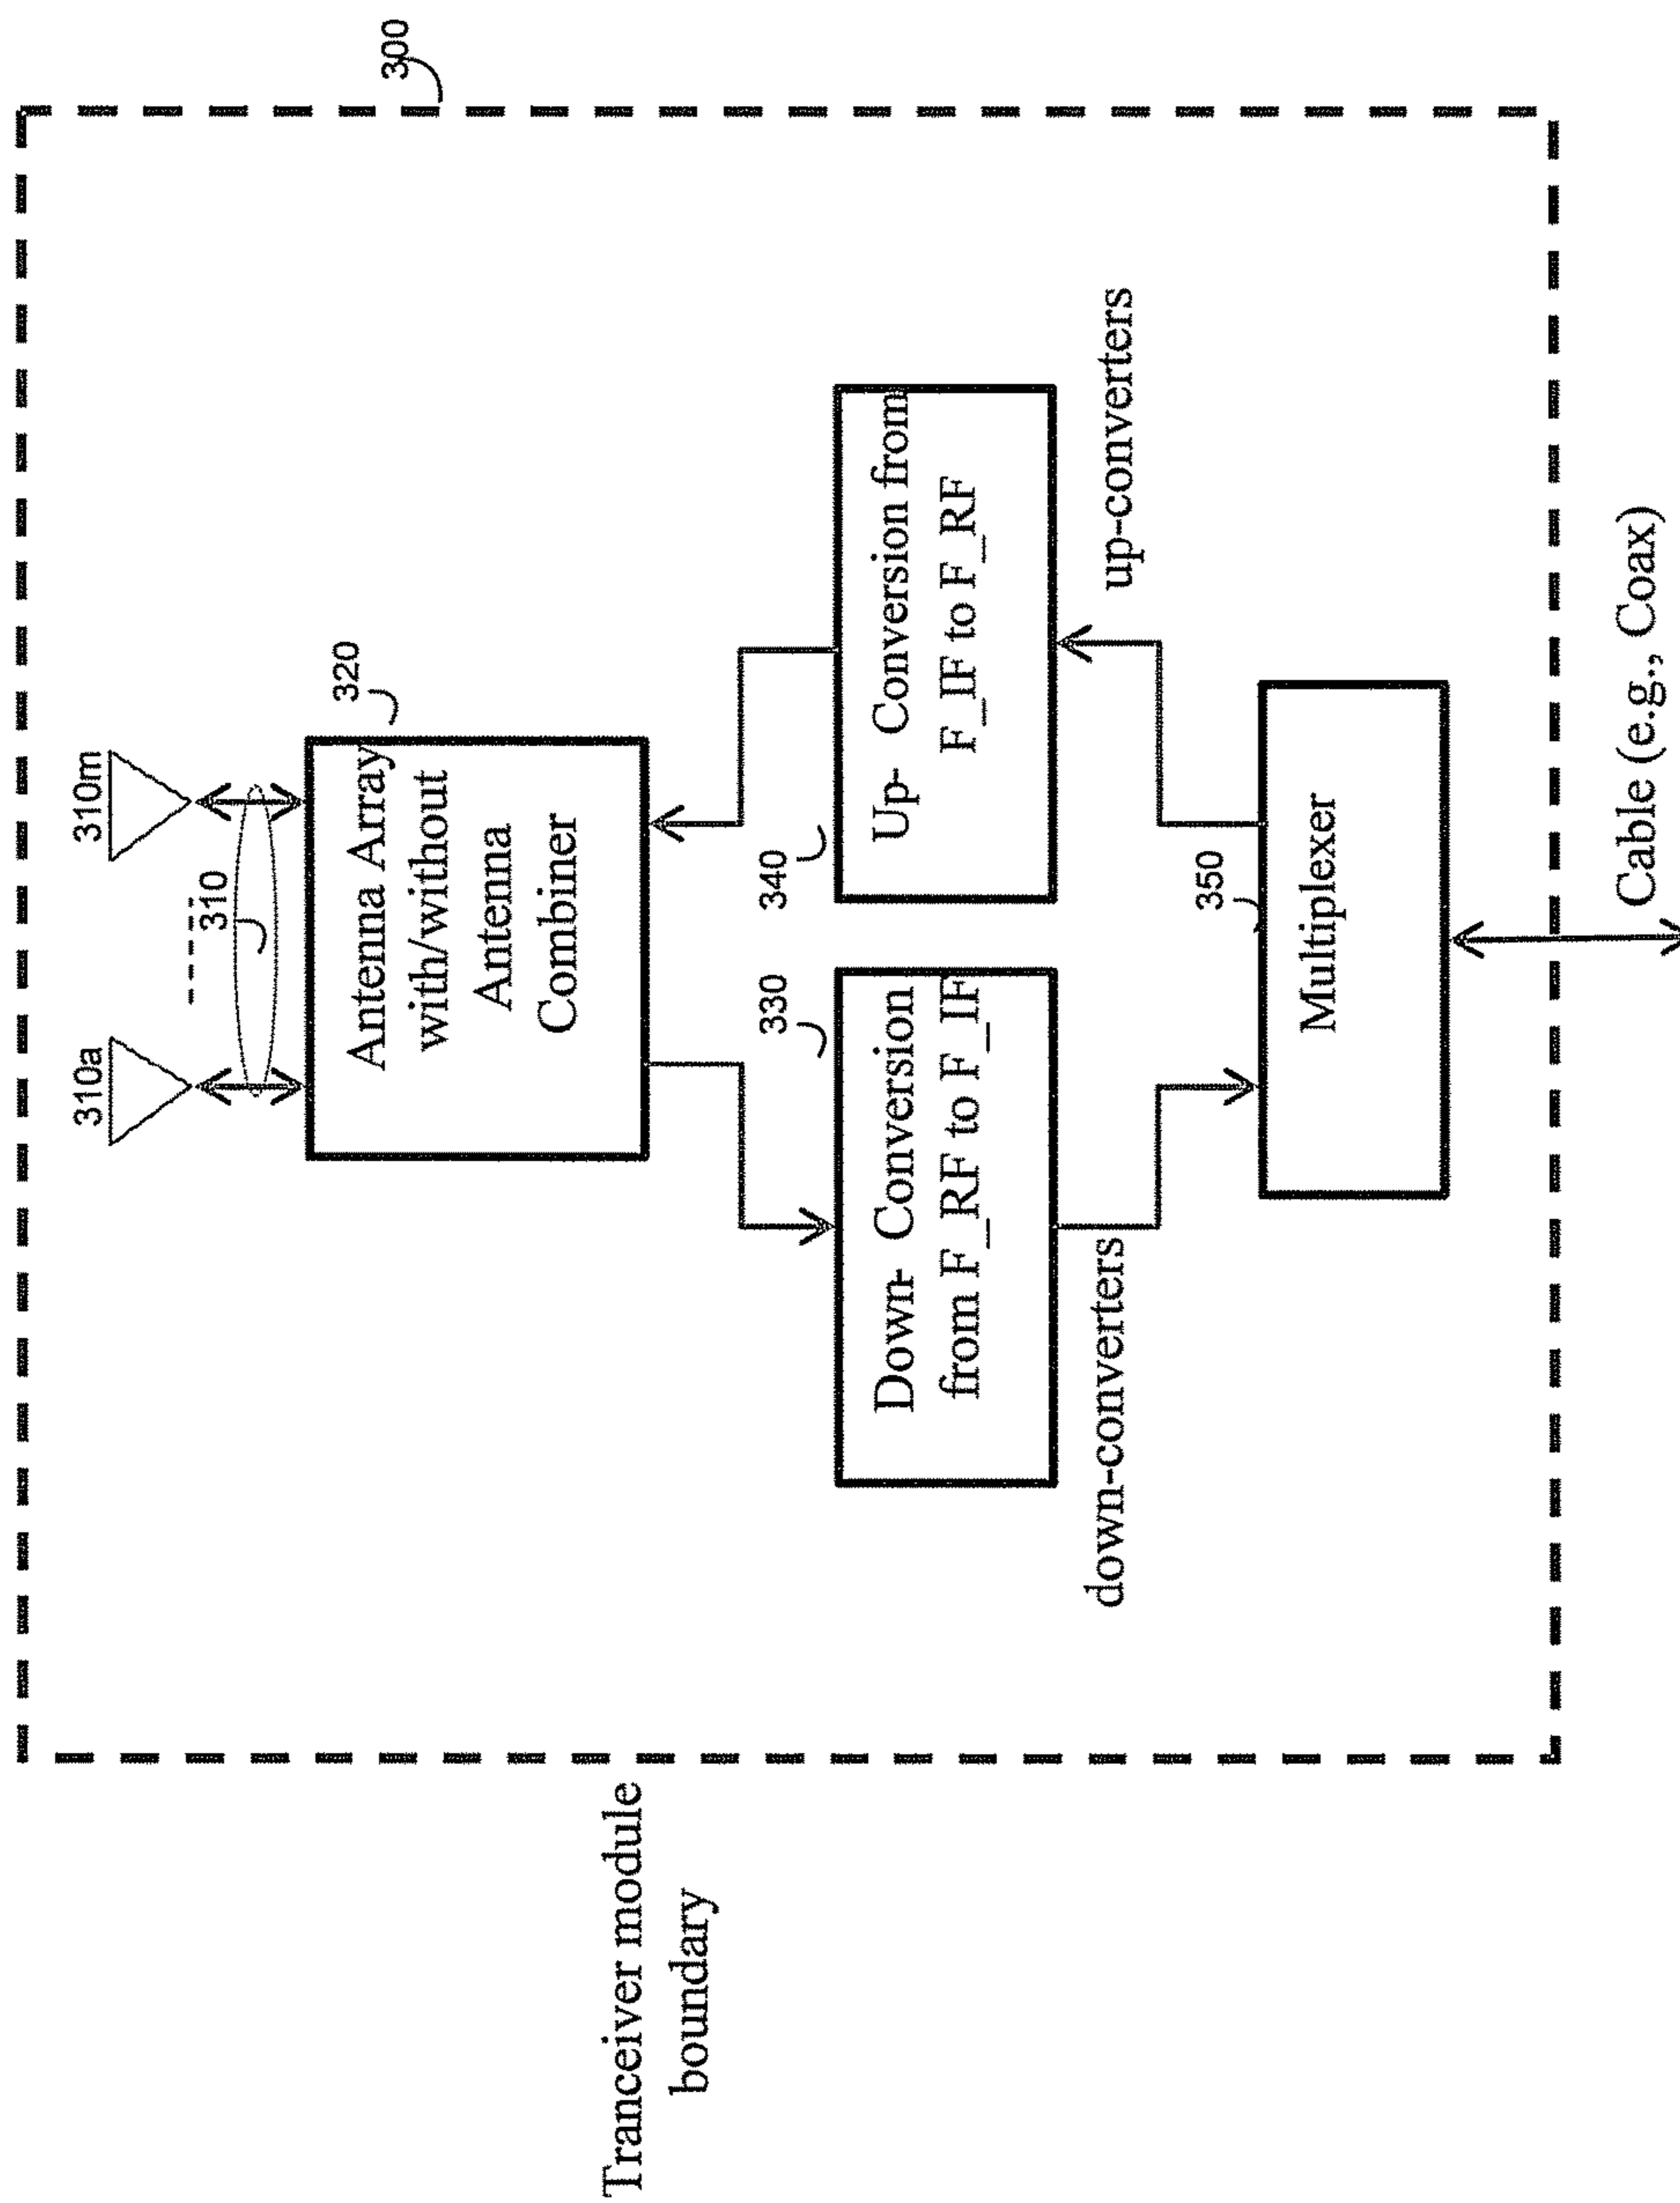 300
310a
310m
310
320
Antenna Array
with/without
Antenna
Combiner
330
Down- Conversion
from F_RF to F_IF
340
Up- Conversion from
F_IF to F_RF
down-converters
up-converters
350
Multiplexer
Cable (e.g., Coax)
Tranceiver module
boundary